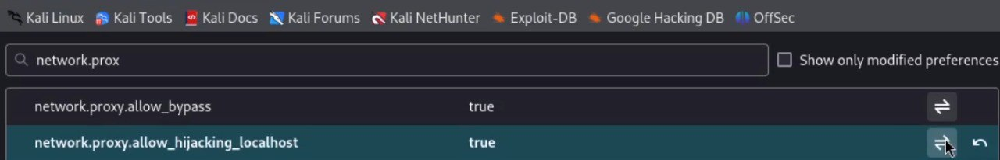 Kali Linux Kali Tools Kali Docs Kali Forums Kali NetHunter Exploit-DB Google Hacking DB OffSec
network.prox Show only modified preferences
network.proxy.allow_bypass true
network.proxy.allow_hijacking_localhost true